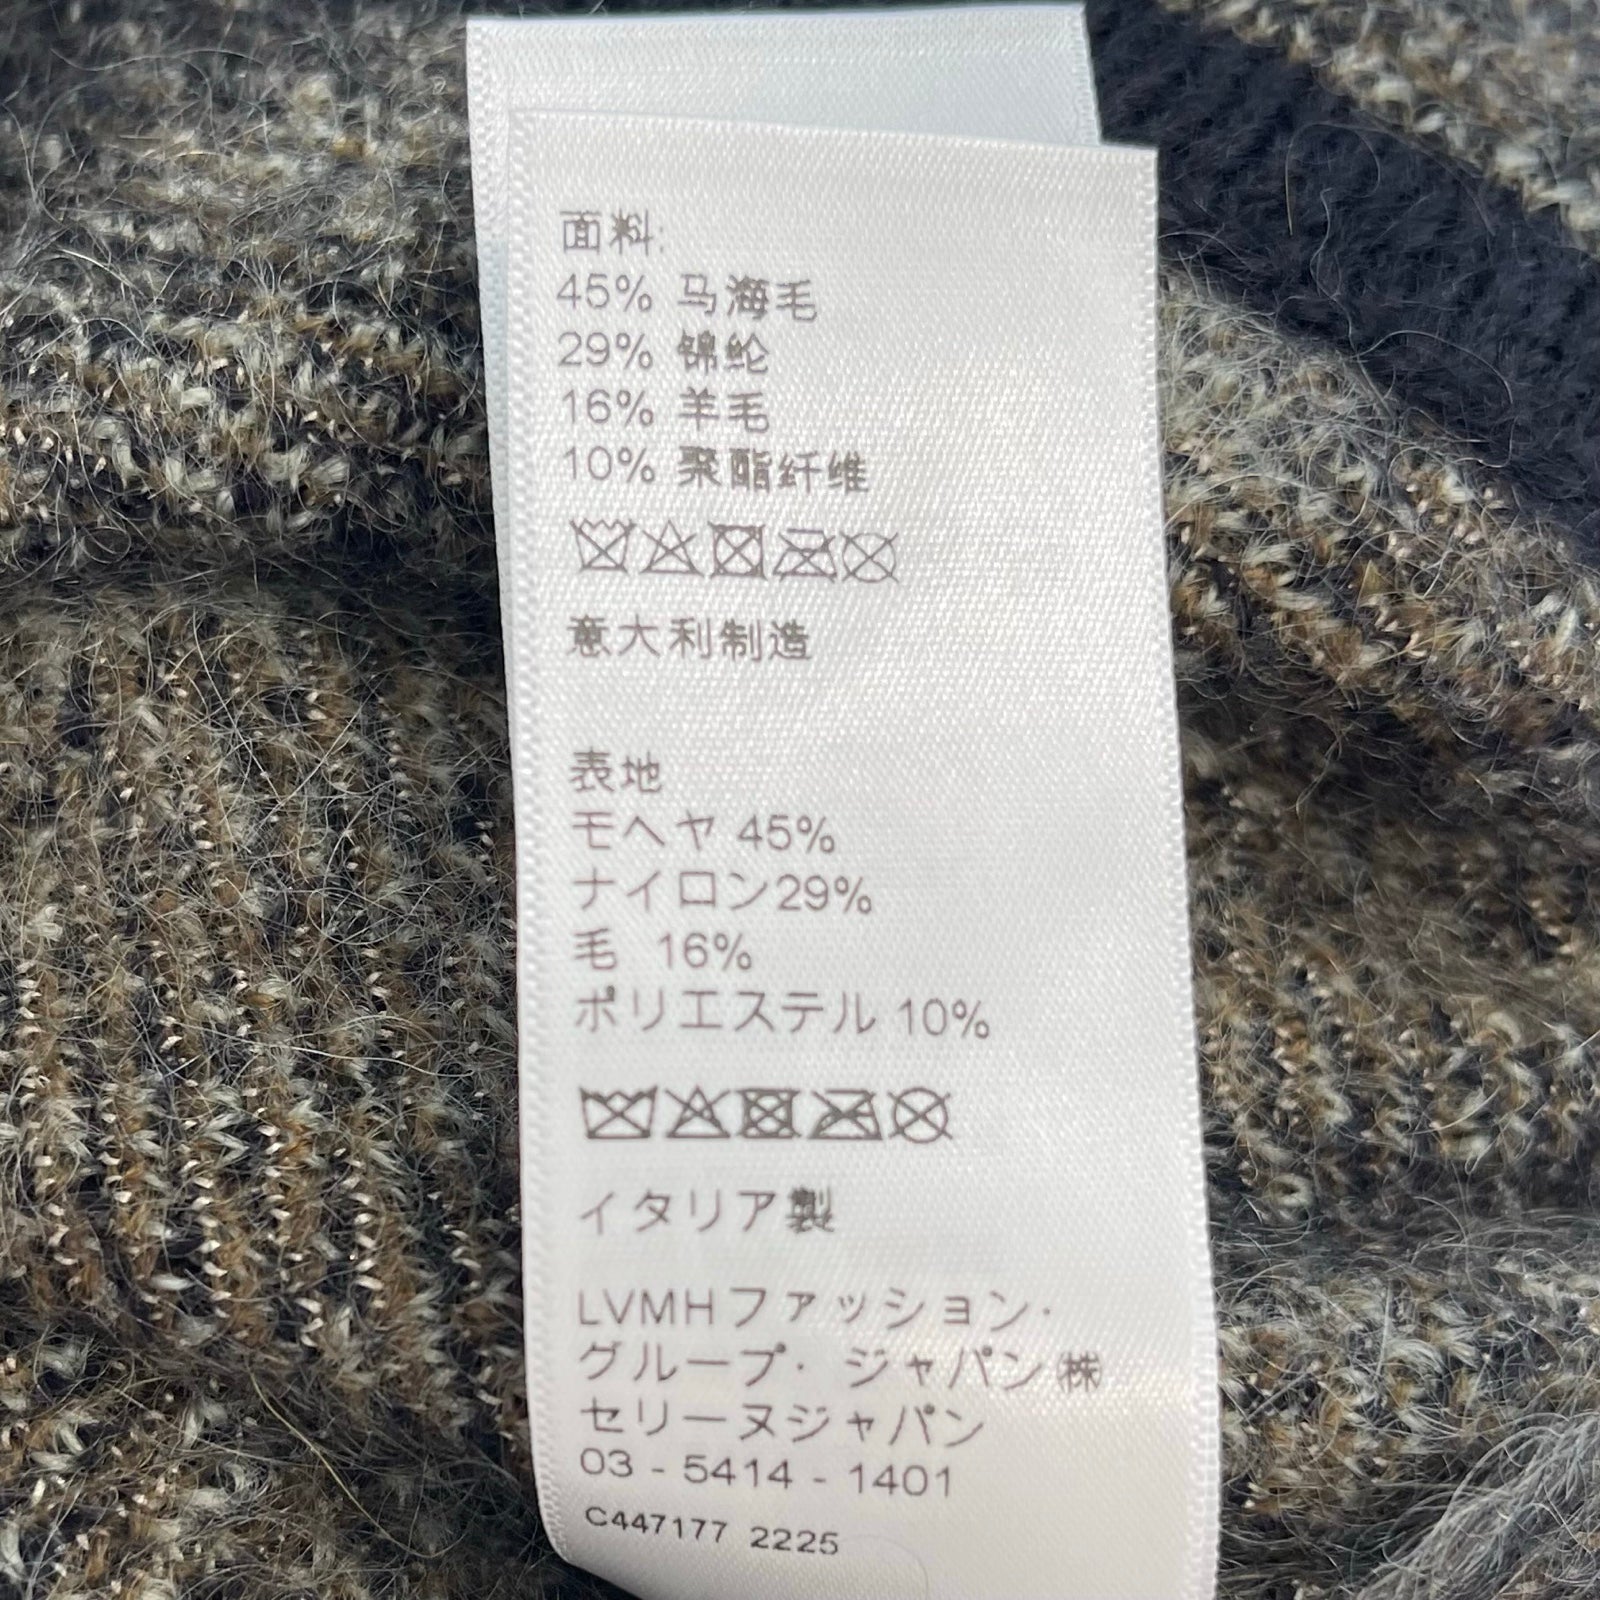 面料:
45% 马海毛
29% 锦纶
16% 羊毛
10% 聚酯纤维
意大利制造
表地
モヘヤ 45%
ナイロン29%
毛 16%
ポリエステル 10%
イタリア製
LVMHファッション·
グループ· ジャパン㈱
セリーヌジャパン
03 - 5414 - 1401
C447177 2225